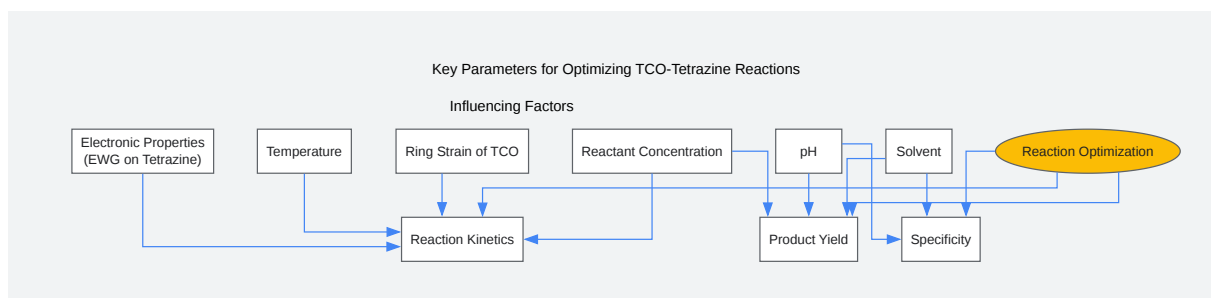 Key Parameters for Optimizing TCO-Tetrazine Reactions
Influencing Factors
Electronic Properties
(EWG on Tetrazine)
Temperature
Ring Strain of TCO
Reactant Concentration
pH
Solvent
Reaction Optimization
Reaction Kinetics
Product Yield
Specificity